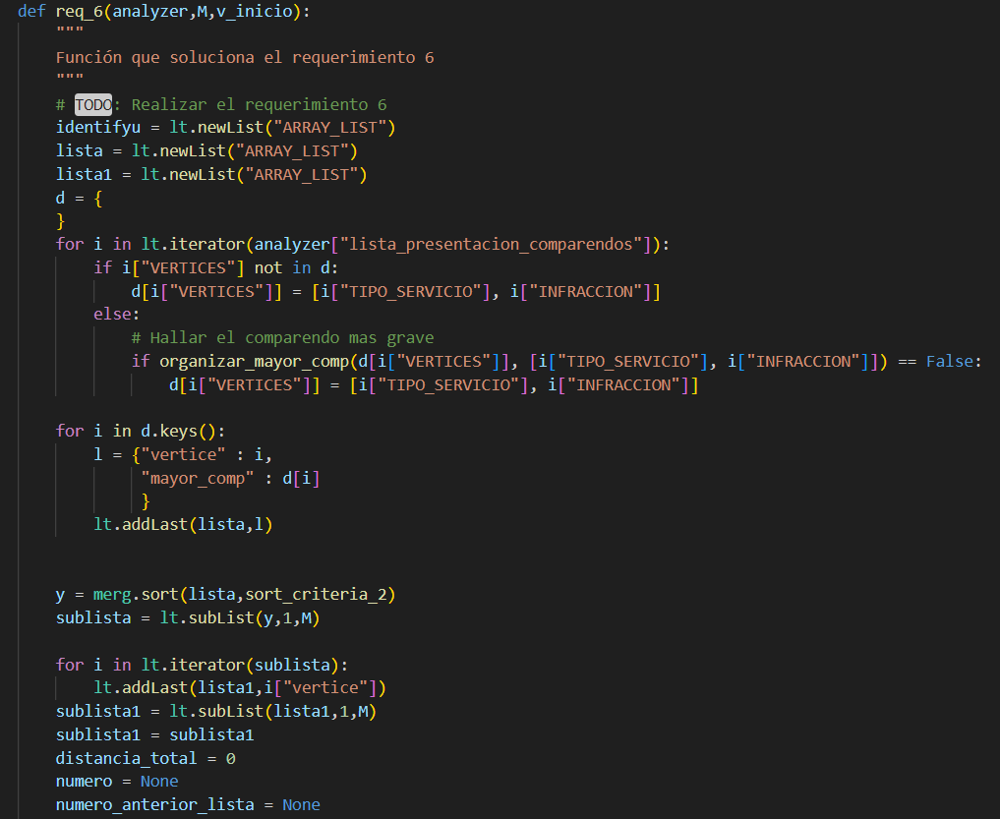 def req_6(analyzer,M,v_inicio):
    """
    Función que soluciona el requerimiento 6
    """
    # TODO: Realizar el requerimiento 6
    identifyu = lt.newList("ARRAY_LIST")
    lista = lt.newList("ARRAY_LIST")
    lista1 = lt.newList("ARRAY_LIST")
    d = {
    }
    for i in lt.iterator(analyzer["lista_presentacion_comparendos"]):
        if i["VERTICES"] not in d:
            d[i["VERTICES"]] = [i["TIPO_SERVICIO"], i["INFRACCION"]]
        else:
            # Hallar el comparendo mas grave
            if organizar_mayor_comp(d[i["VERTICES"]], [i["TIPO_SERVICIO"], i["INFRACCION"]]) == False:
                d[i["VERTICES"]] = [i["TIPO_SERVICIO"], i["INFRACCION"]]
    for i in d.keys():
        l = {"vertice" : i,
             "mayor_comp" : d[i]
             }
        lt.addLast(lista,l)
    y = merg.sort(lista,sort_criteria_2)
    sublista = lt.subList(y,1,M)
    for i in lt.iterator(sublista):
        lt.addLast(lista1,i["vertice"])
    sublista1 = lt.subList(lista1,1,M)
    sublista1 = sublista1
    distancia_total = 0
    numero = None
    numero_anterior_lista = None